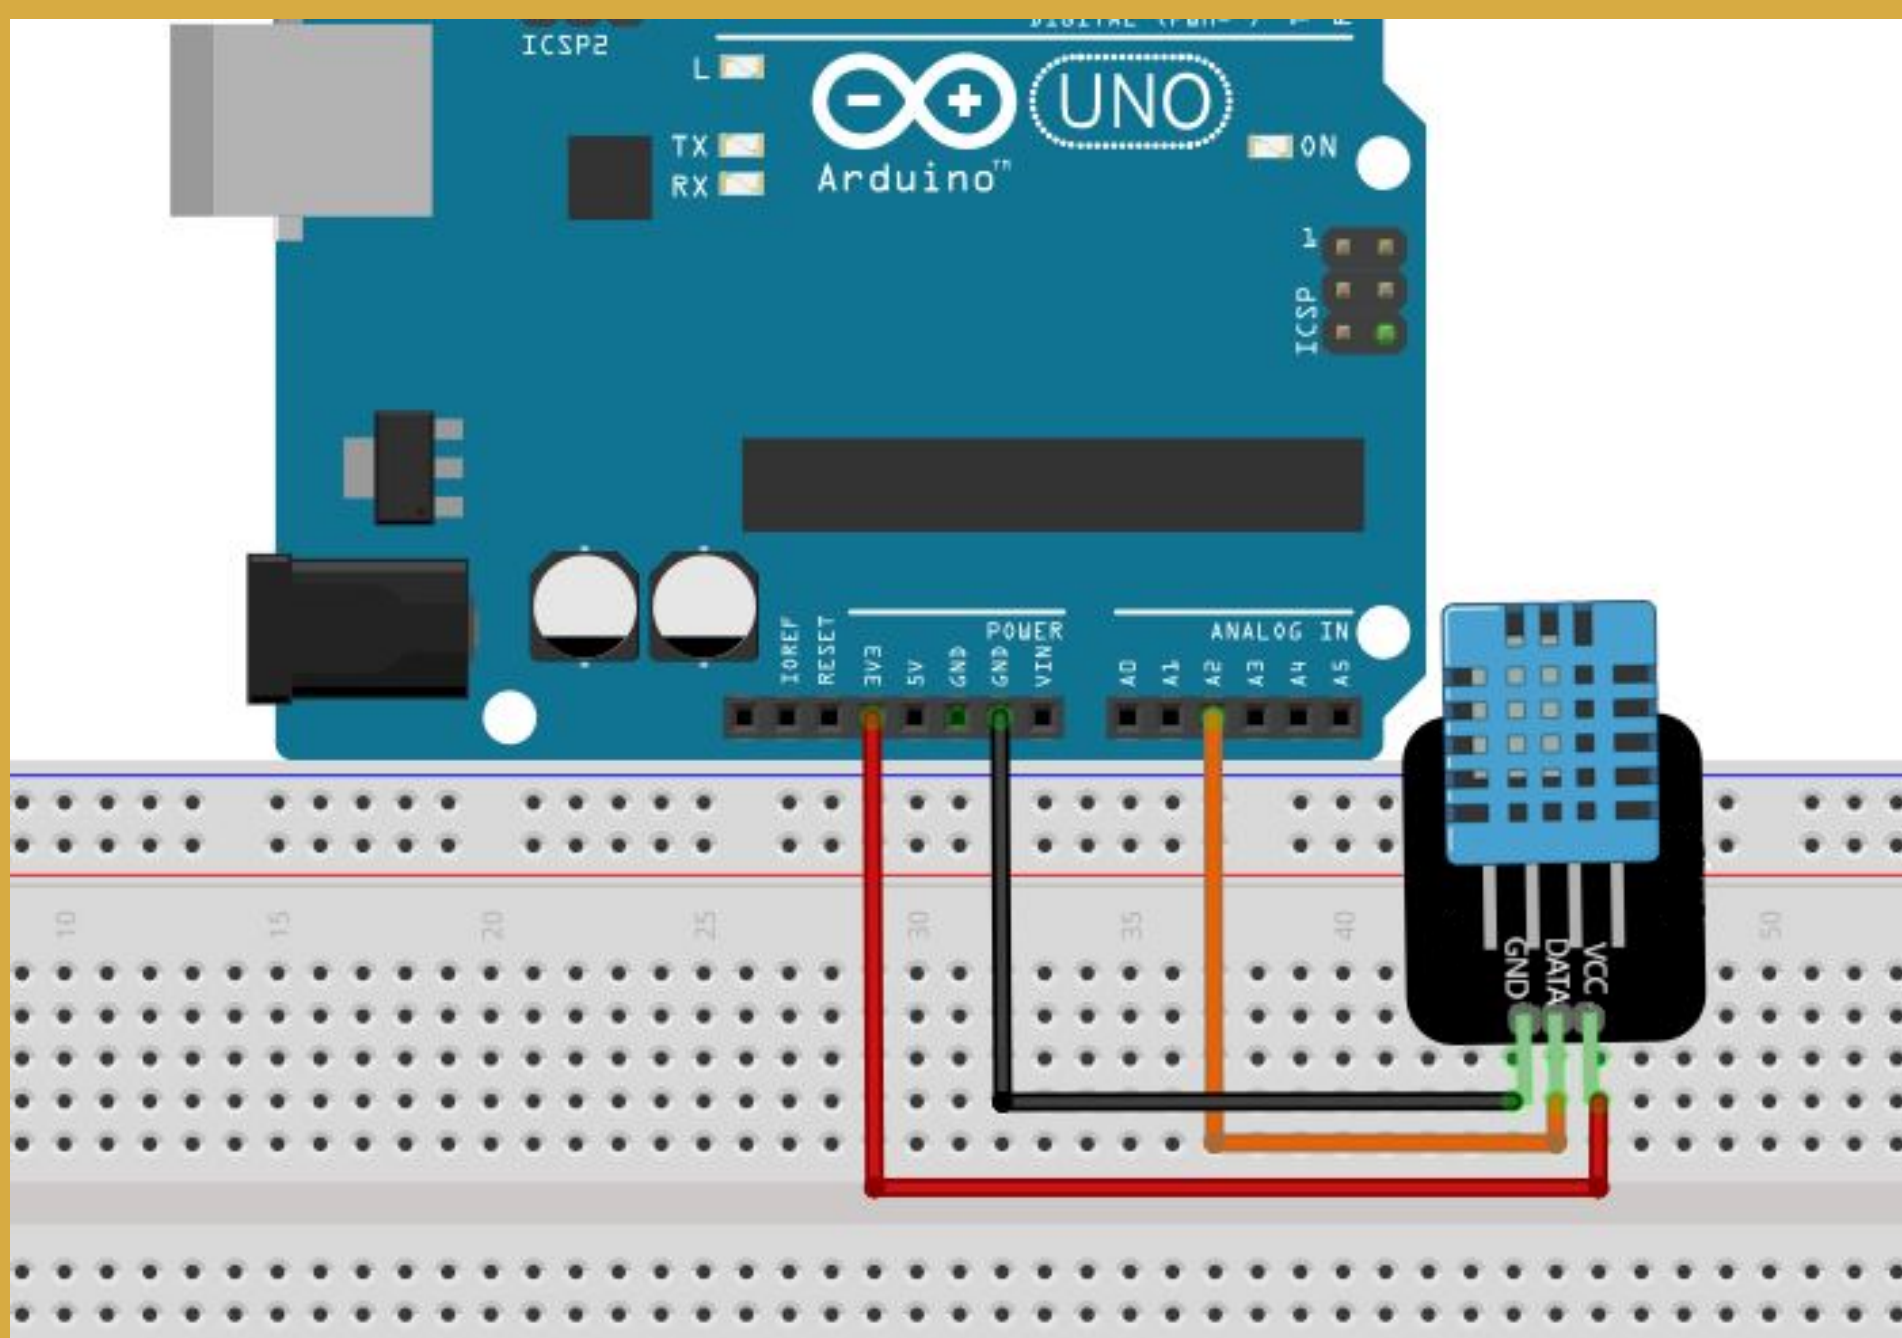 ICSP2
L
TX
RX
Arduino™
UNO
ON
1
ICSP
IOREF
RESET
3V3
5V
GND
GND
VIN
POWER
ANALOG IN
A0
A1
A2
A3
A4
A5
GND
DATA
VCC
10
15
20
25
30
35
40
50